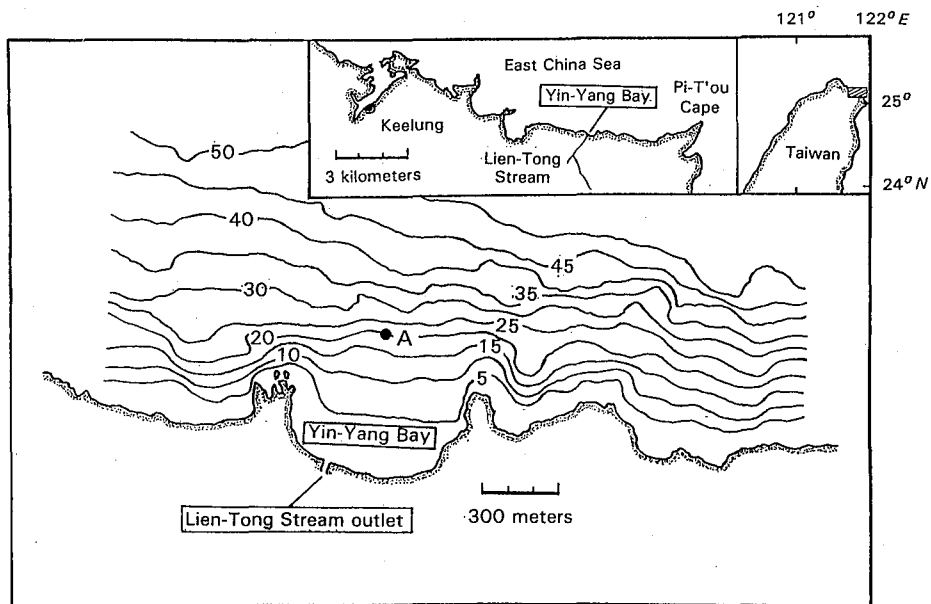 121° 122° E
East China Sea
Yin-Yang Bay
Pi-T'ou
Cape
25°
Keelung
Lien-Tong
Stream
Taiwan
3 kilometers
24° N
50
40
45
30
35
25
20
A
15
10
5
Yin-Yang Bay
Lien-Tong Stream outlet
300 meters